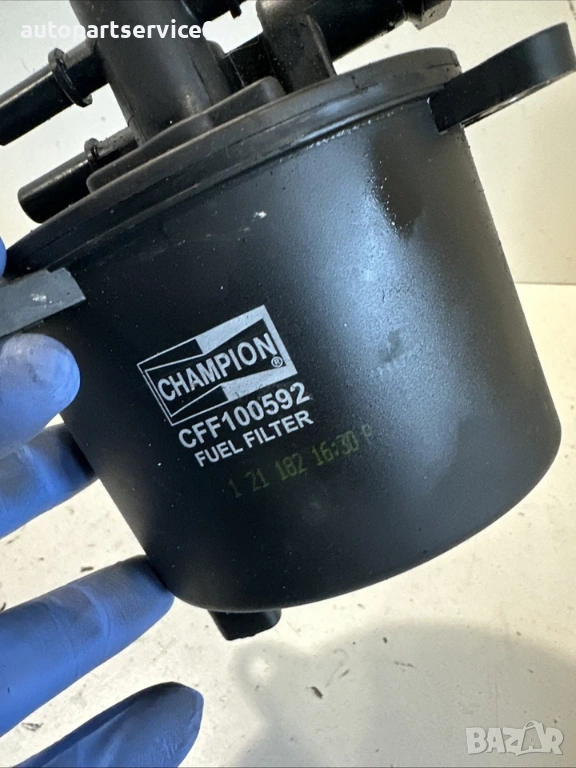 autopartservice
CHAMPION
®
CFF100592
FUEL FILTER
1 21 182 16:30 P
BAZAR